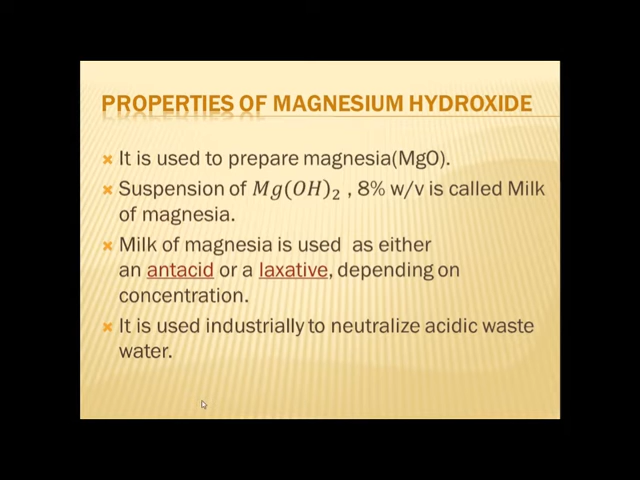 PROPERTIES OF MAGNESIUM HYDROXIDE
It is used to prepare magnesia(MgO).
Suspension of Mg(OH)₂ , 8% w/v is called Milk
of magnesia.
Milk of magnesia is used as either
an antacid or a laxative, depending on
concentration.
It is used industrially to neutralize acidic waste
water.